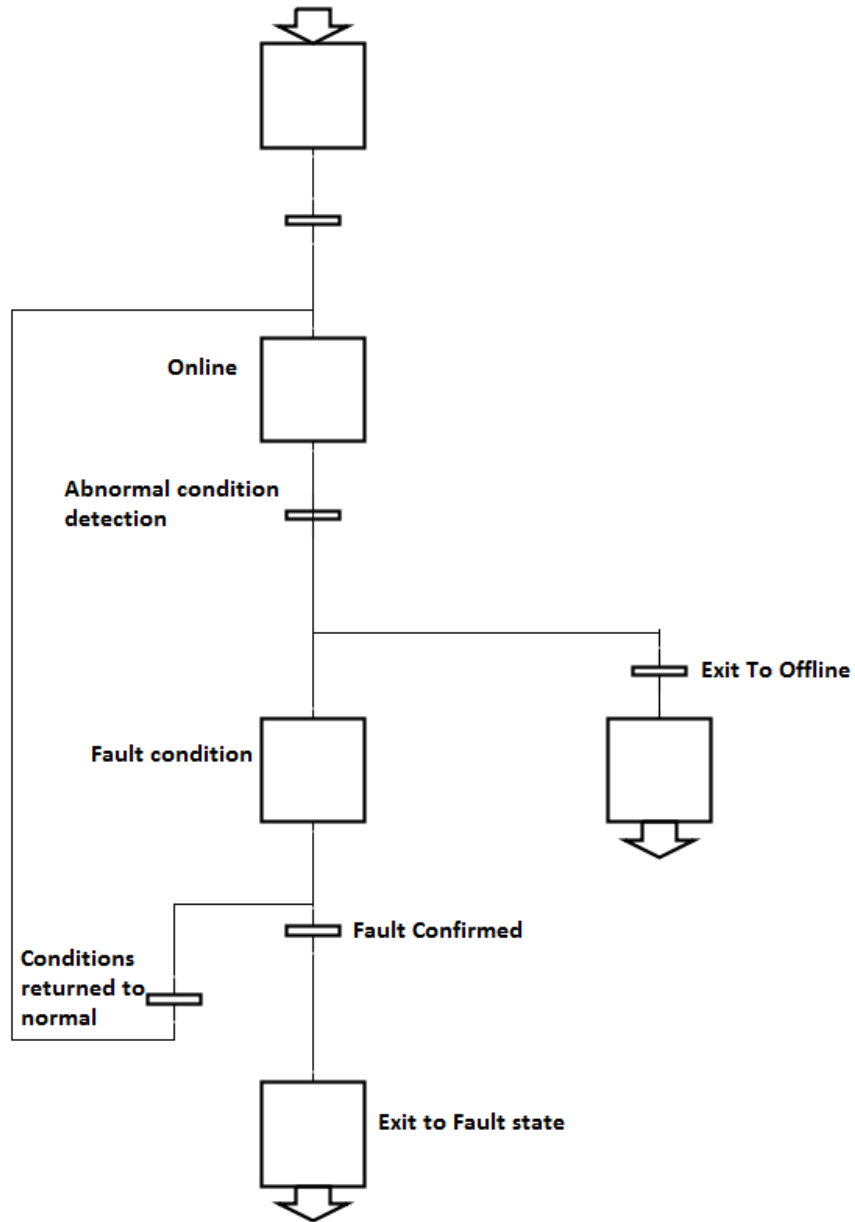 Online
Abnormal condition
detection
Exit To Offline
Fault condition
Fault Confirmed
Conditions
returned to
normal
Exit to Fault state